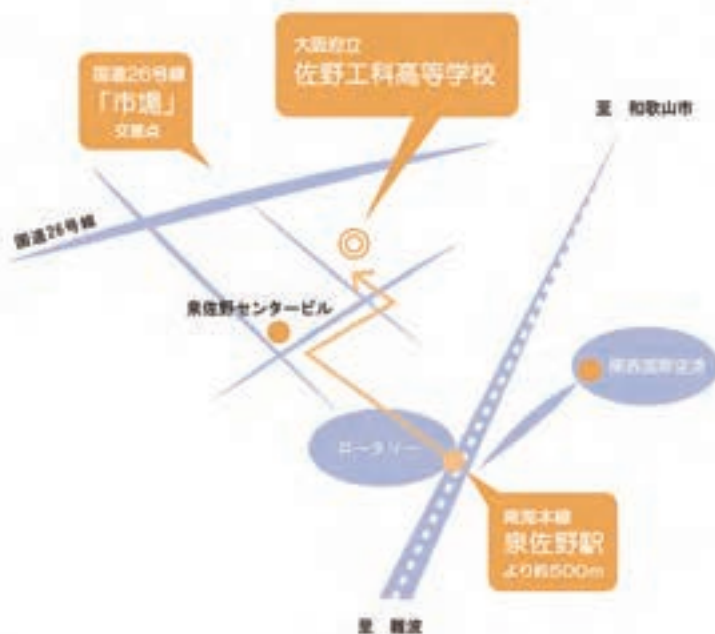 大阪府立
佐野工科高等学校
国道26号線
「市場」
交差点
至 和歌山市
国道26号線
泉佐野センタービル
関西国際空港
ロータリー
南海本線
泉佐野駅
より約500m
至 難波